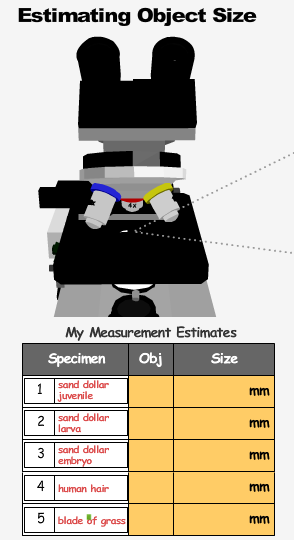 Estimating Object Size
4x
My Measurement Estimates
Specimen Obj Size
1 sand dollar
juvenile mm
2 sand dollar
larva mm
3 sand dollar
embryo mm
4 human hair mm
5 blade of grass mm